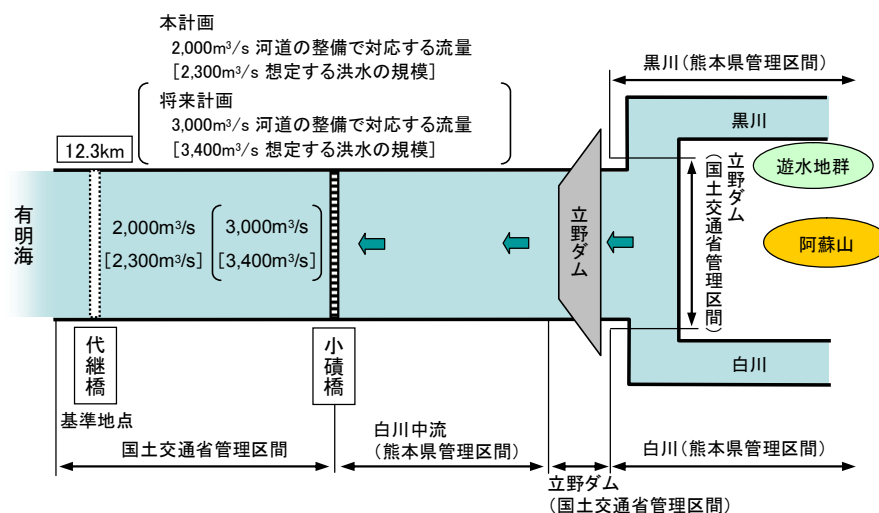 本計画
2,000m³/s 河道の整備で対応する流量
[2,300m³/s 想定する洪水の規模]
将来計画
3,000m³/s 河道の整備で対応する流量
[3,400m³/s 想定する洪水の規模]
黒川(熊本県管理区間)
12.3km
黒川
遊水地群
立野ダム
(国土交通省管理区間)
有明海
2,000m³/s
[2,300m³/s]
3,000m³/s
[3,400m³/s]
立野ダム
阿蘇山
代継橋
小磧橋
白川
基準地点
国土交通省管理区間
白川中流
(熊本県管理区間)
白川(熊本県管理区間)
立野ダム
(国土交通省管理区間)